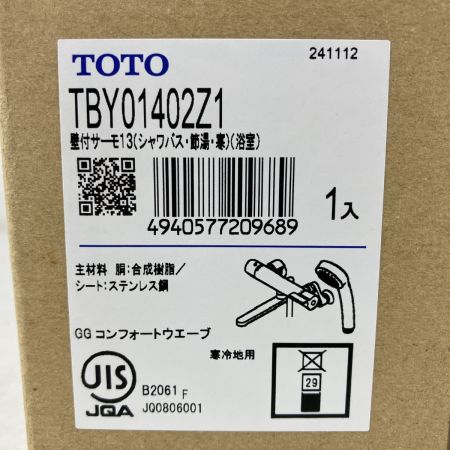 TOTO 241112
TBY01402Z1
壁付サーモ13(シャワバス・節湯・寒)(浴室)
4940577209689
1入
主材料 胴:合成樹脂/
シート:ステンレス鋼
GG コンフォートウエーブ
寒冷地用
29
JIS
JQA
B2061 F
JQ0806001